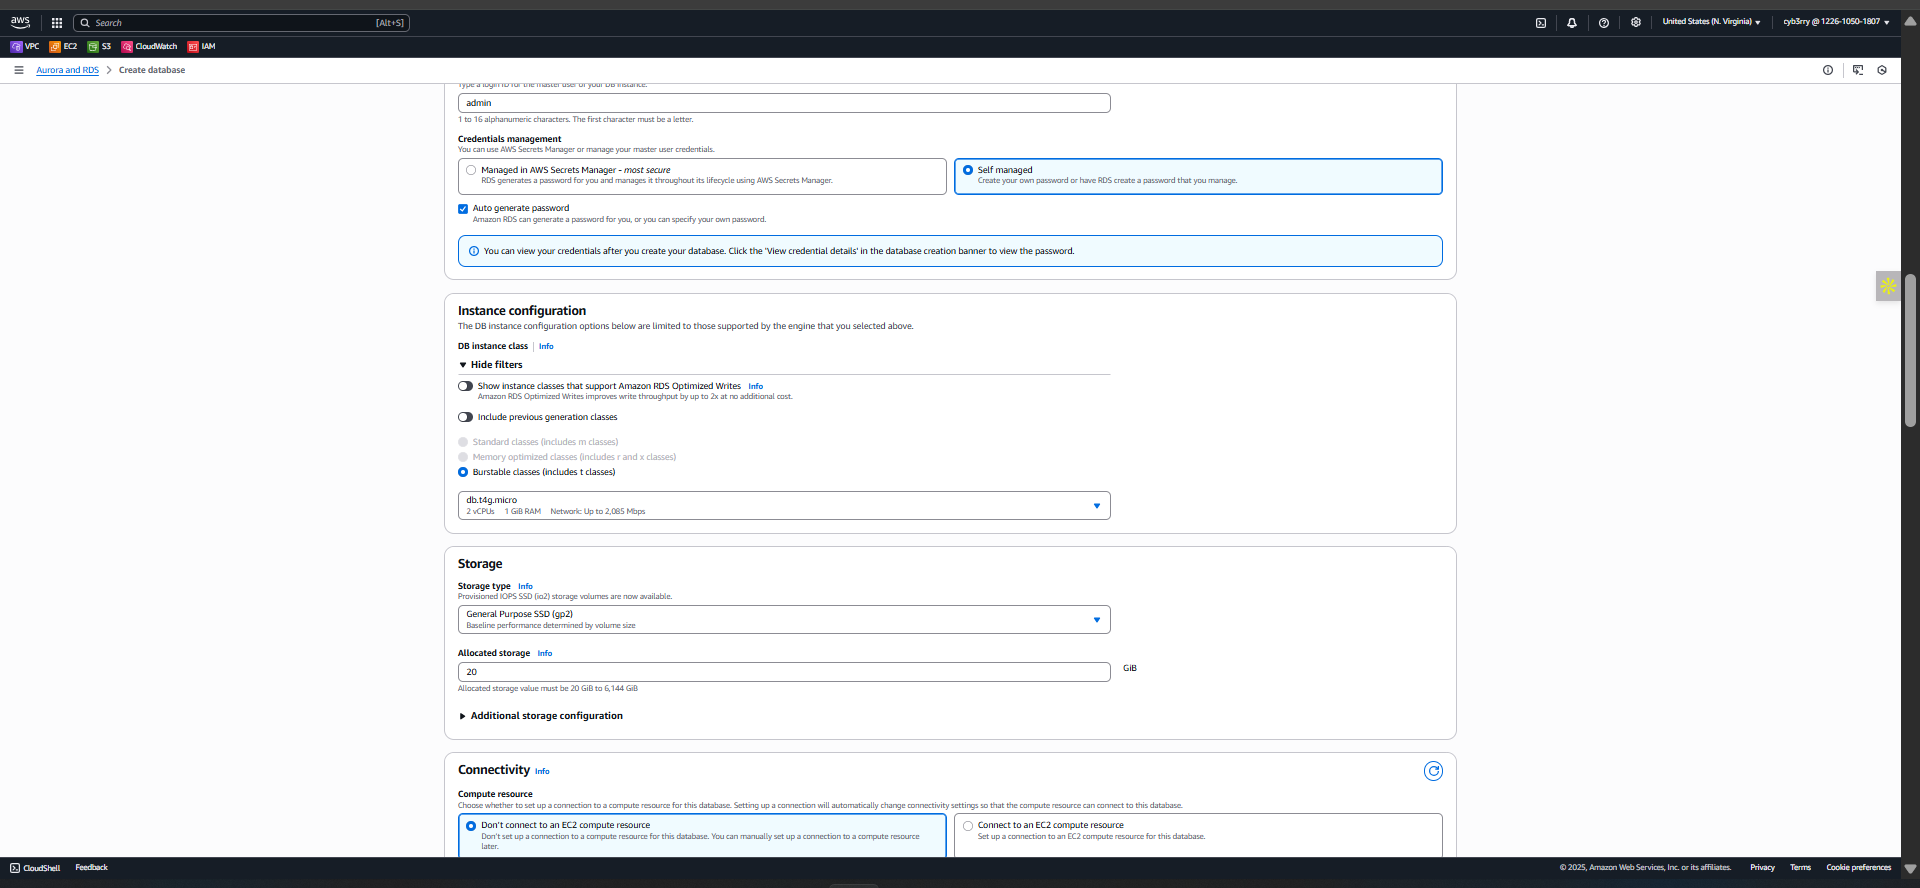 aws
Search
[Alt+S]
United States (N. Virginia)
cyb3rry @ 1226-1050-1807
VPC
EC2
S3
CloudWatch
IAM
Aurora and RDS
Create database
Type a login ID for the master user of your DB instance.
admin
1 to 16 alphanumeric characters. The first character must be a letter.
Credentials management
You can use AWS Secrets Manager or manage your master user credentials.
Managed in AWS Secrets Manager - most secure
RDS generates a password for you and manages it throughout its lifecycle using AWS Secrets Manager.
Self managed
Create your own password or have RDS create a password that you manage.
Auto generate password
Amazon RDS can generate a password for you, or you can specify your own password.
You can view your credentials after you create your database. Click the 'View credential details' in the database creation banner to view the password.
Instance configuration
The DB instance configuration options below are limited to those supported by the engine that you selected above.
DB instance class
Info
Hide filters
Show instance classes that support Amazon RDS Optimized Writes Info
Amazon RDS Optimized Writes improves write throughput by up to 2x at no additional cost.
Include previous generation classes
Standard classes (includes m classes)
Memory optimized classes (includes r and x classes)
Burstable classes (includes t classes)
db.t4g.micro
2 vCPUs 1 GiB RAM Network: Up to 2,085 Mbps
Storage
Storage type Info
Provisioned IOPS SSD (io2) storage volumes are now available.
General Purpose SSD (gp2)
Baseline performance determined by volume size
Allocated storage Info
20
GiB
Allocated storage value must be 20 GiB to 6,144 GiB
Additional storage configuration
Connectivity Info
Compute resource
Choose whether to set up a connection to a compute resource for this database. Setting up a connection will automatically change connectivity settings so that the compute resource can connect to this database.
Don't connect to an EC2 compute resource
Don't set up a connection to a compute resource for this database. You can manually set up a connection to a compute resource
later.
Connect to an EC2 compute resource
Set up a connection to an EC2 compute resource for this database.
CloudShell
Feedback
© 2025, Amazon Web Services, Inc. or its affiliates.
Privacy
Terms
Cookie preferences